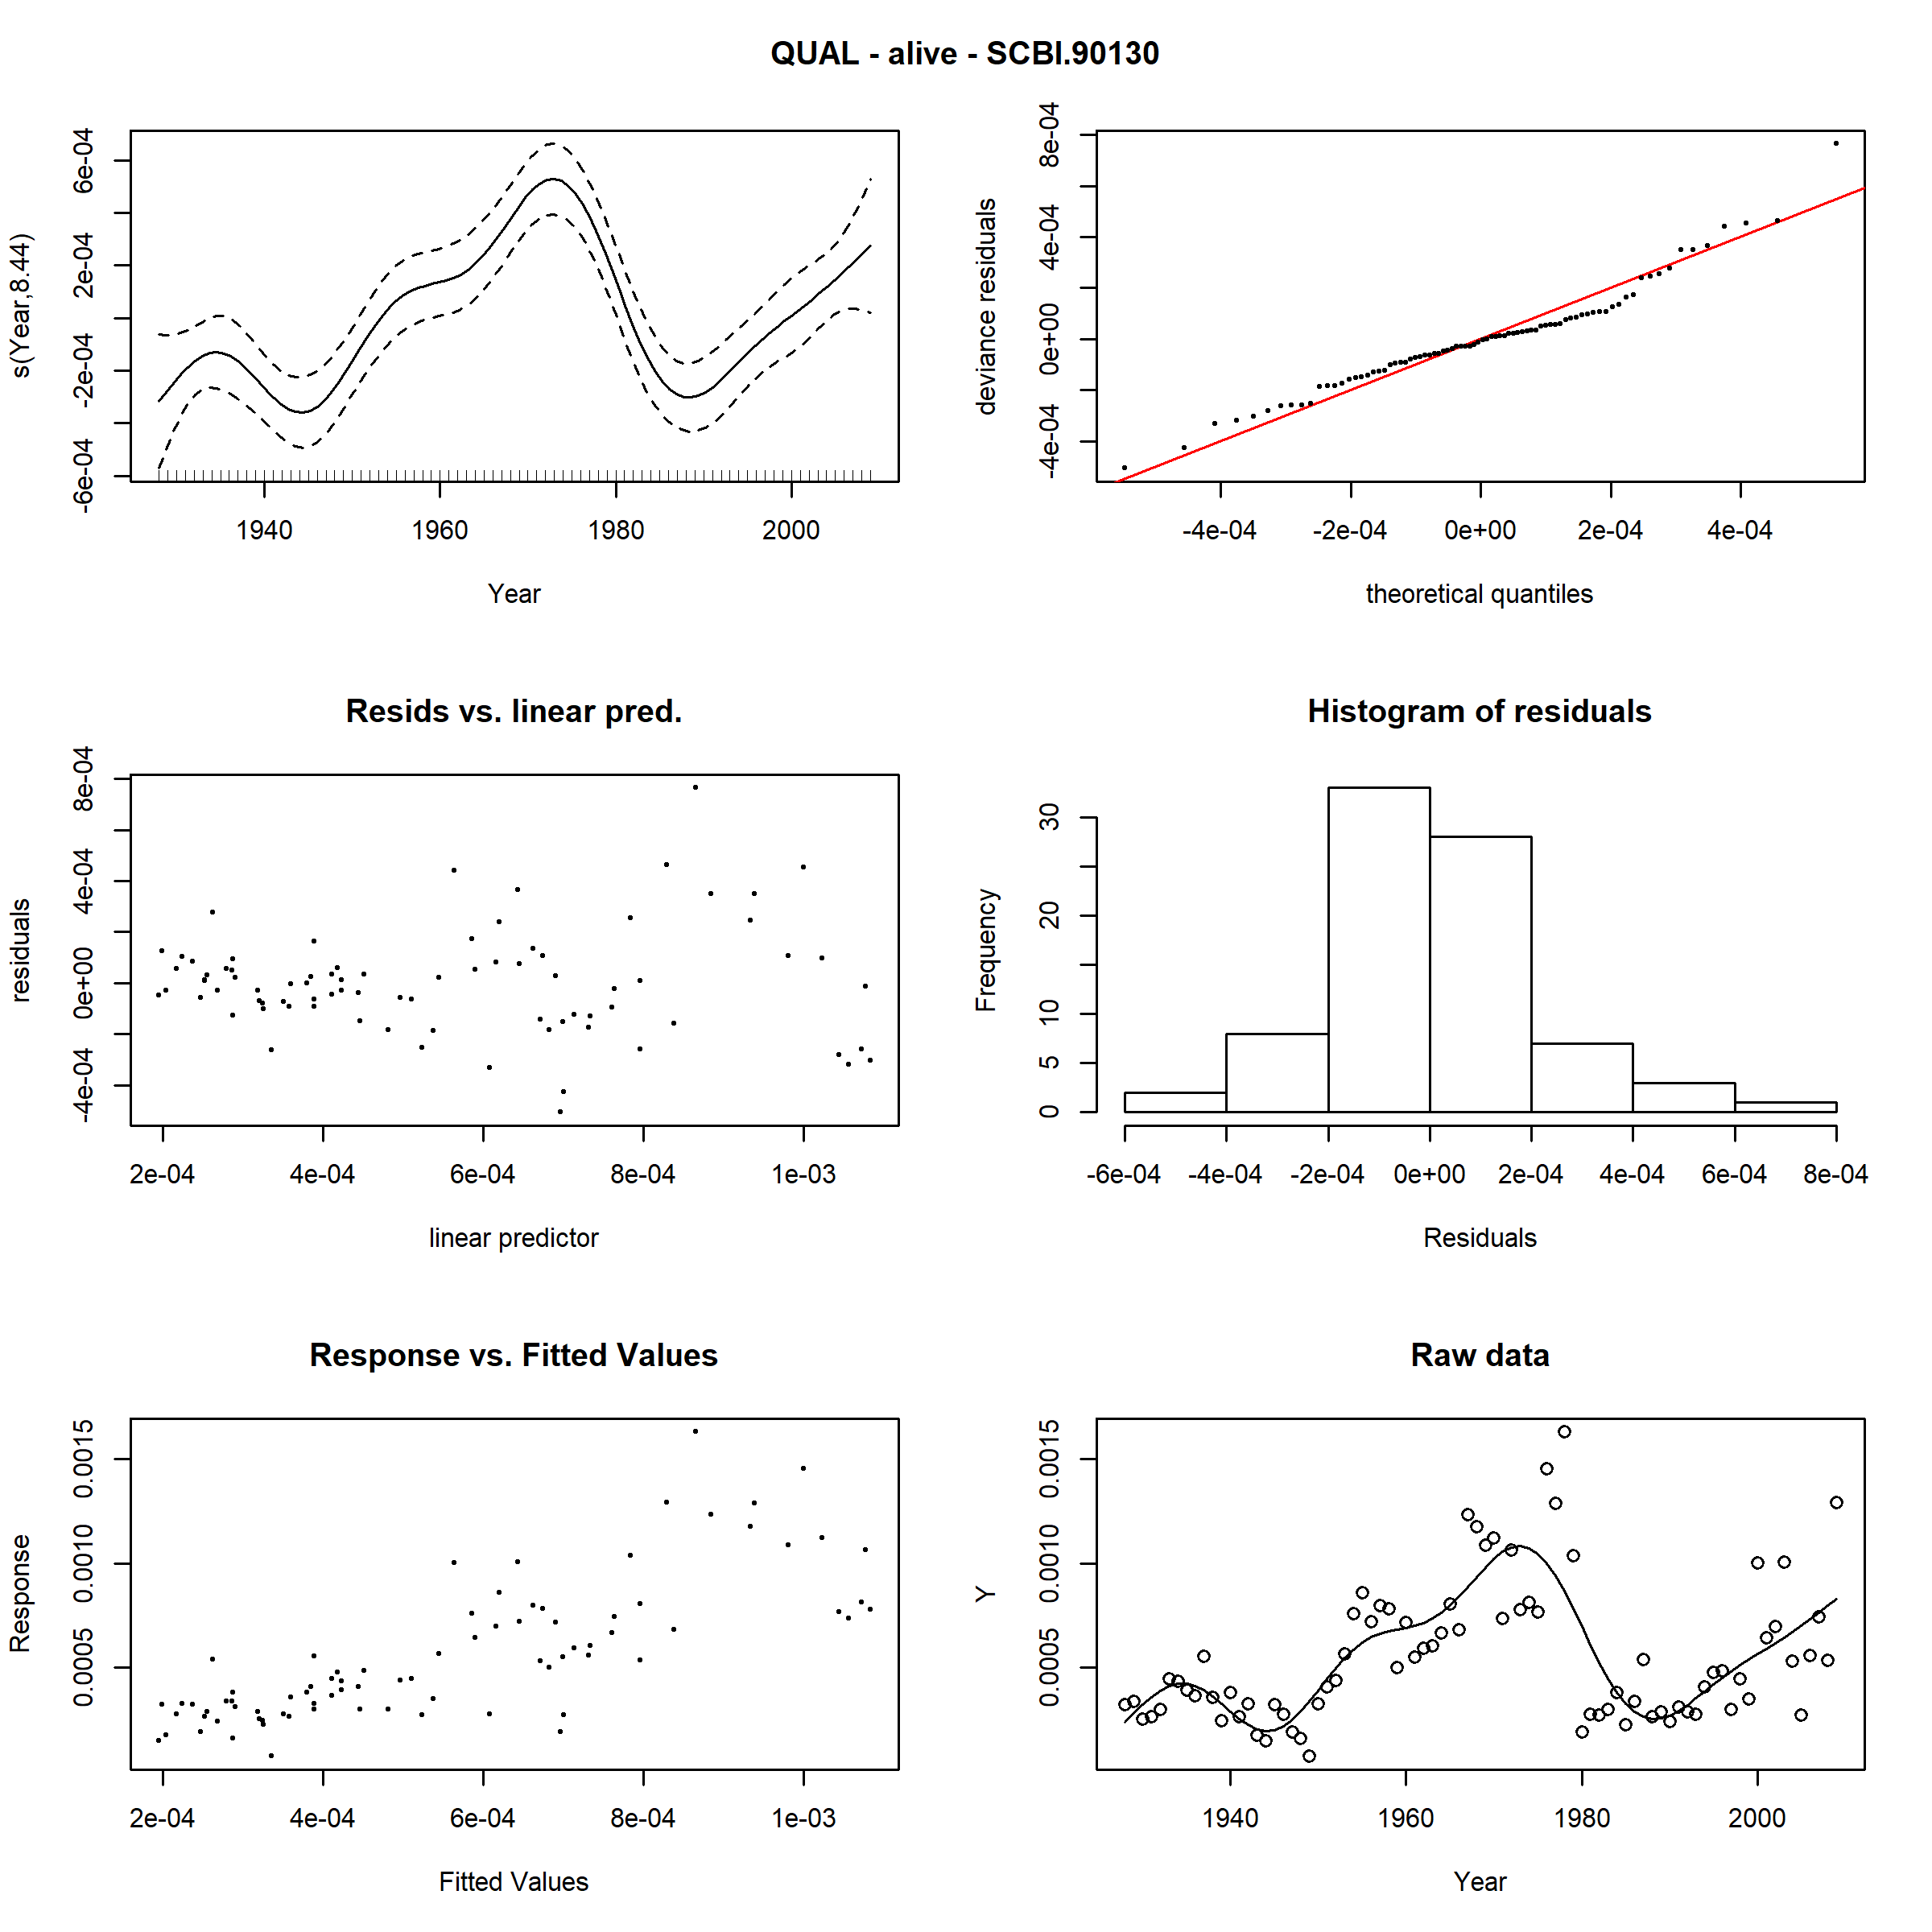 QUAL - alive - SCBI.90130
s(Year,8.44)
-6e-04 -2e-04 2e-04 6e-04
1940 1960 1980 2000
Year
deviance residuals
-4e-04 0e+00 4e-04 8e-04
-4e-04 -2e-04 0e+00 2e-04 4e-04
theoretical quantiles
Resids vs. linear pred.
residuals
-4e-04 0e+00 4e-04 8e-04
2e-04 4e-04 6e-04 8e-04 1e-03
linear predictor
Histogram of residuals
Frequency
0 5 10 20 30
-6e-04 -4e-04 -2e-04 0e+00 2e-04 4e-04 6e-04 8e-04
Residuals
Response vs. Fitted Values
Response
0.0005 0.0010 0.0015
2e-04 4e-04 6e-04 8e-04 1e-03
Fitted Values
Raw data
Y
0.0005 0.0010 0.0015
1940 1960 1980 2000
Year